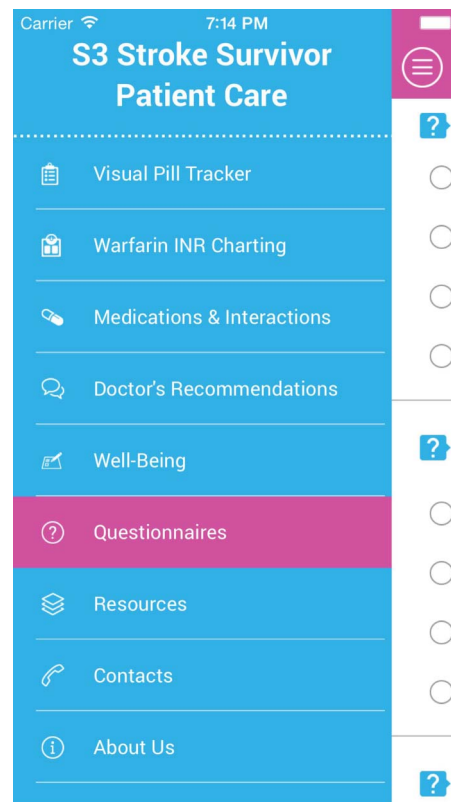 Carrier 7:14 PM
S3 Stroke Survivor
Patient Care
Visual Pill Tracker
Warfarin INR Charting
Medications & Interactions
Doctor's Recommendations
Well-Being
? Questionnaires
Resources
Contacts
i About Us
?
?
?